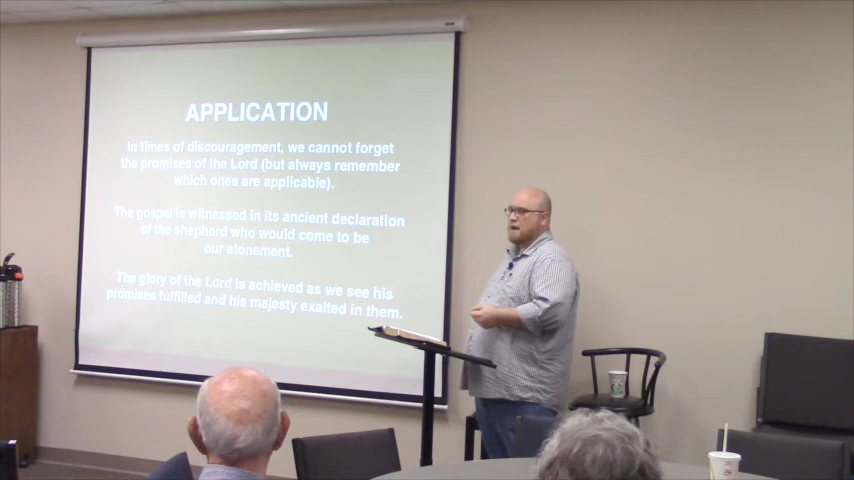 APPLICATION
In times of discouragement, we cannot forget
the promises of the Lord (but always remember
which ones are applicable).
The gospel is witnessed in its ancient declaration
of the shepherd who would come to be
our atonement.
The glory of the Lord is achieved as we see his
promises fulfilled and his majesty exalted in them.